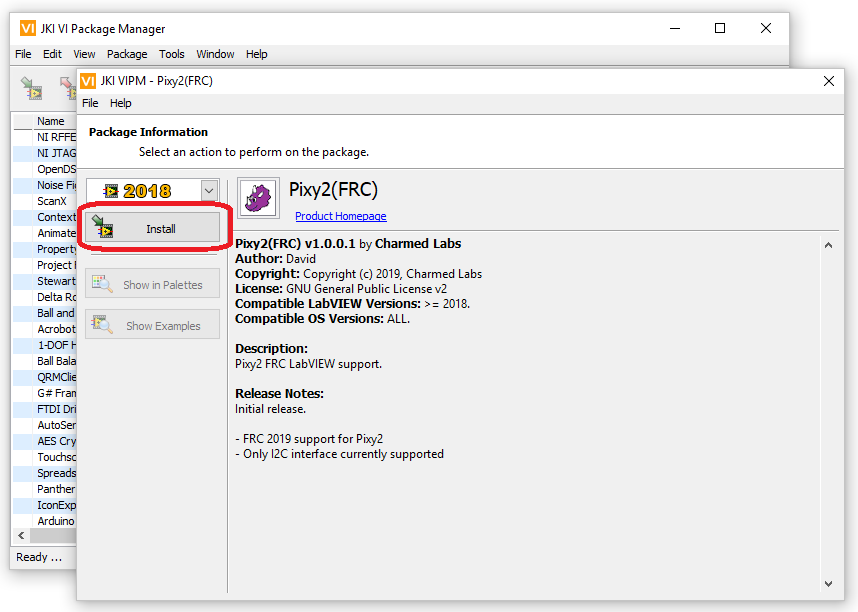 VI JKI VI Package Manager
File Edit View Package Tools Window Help
Name
NI RFFE
NI JTAG
OpenDS
Noise Fi
ScanX
Context
Animate
Property
Project
Stewart
Delta Ro
Ball and
Acrobot
1-DOF H
Ball Bala
QRMClie
G# Fram
FTDI Dri
AutoSer
AES Cry
Touchsc
Spreads
Panther
IconExp
Arduino
Ready ...
VI JKI VIPM - Pixy2(FRC)
File Help
Package Information
Select an action to perform on the package.
2018
Install
Show in Palettes
Show Examples
Pixy2(FRC)
Product Homepage
Pixy2(FRC) v1.0.0.1 by Charmed Labs
Author: David
Copyright: Copyright (c) 2019, Charmed Labs
License: GNU General Public License v2
Compatible LabVIEW Versions: >= 2018.
Compatible OS Versions: ALL.
Description:
Pixy2 FRC LabVIEW support.
Release Notes:
Initial release.
- FRC 2019 support for Pixy2
- Only I2C interface currently supported